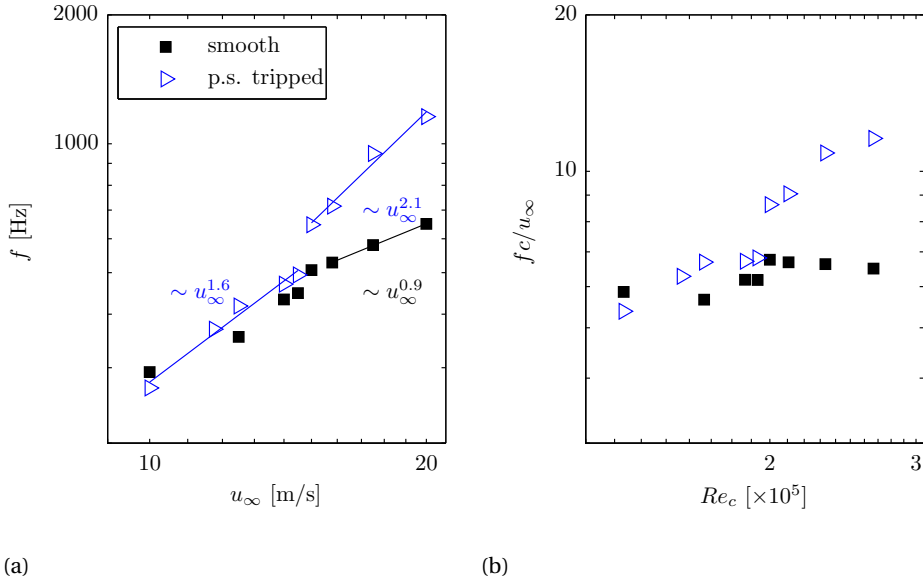 2000
1000
f [Hz]
smooth
p.s. tripped
∼ u∞^2.1
∼ u∞^1.6
∼ u∞^0.9
10
20
u∞ [m/s]
(a)
20
10
fc/u∞
2
3
Re_c [×10^5]
(b)